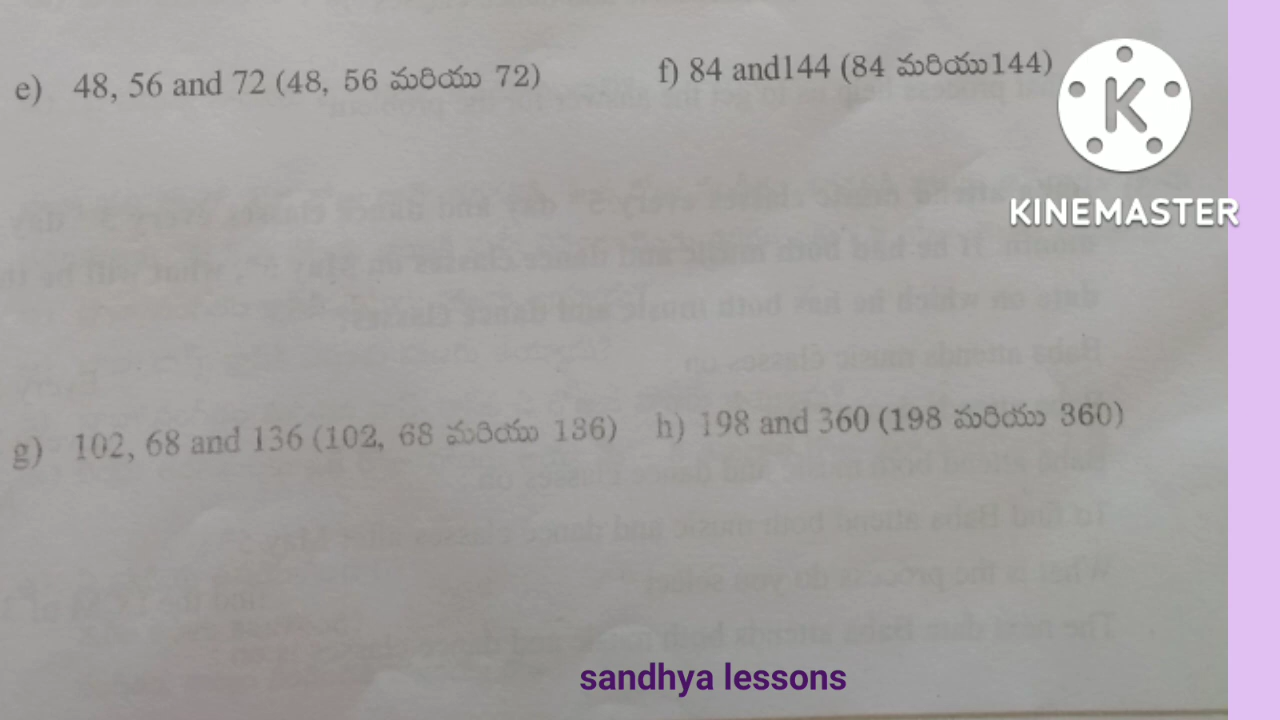 e) 48, 56 and 72 (48, 56 మరియు 72)
f) 84 and144 (84 మరియు144)
KINEMASTER
g) 102, 68 and 136 (102, 68 మరియు 136)
h) 198 and 360 (198 మరియు 360)
sandhya lessons